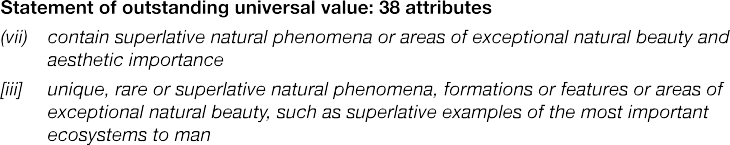 Statement of outstanding universal value: 38 attributes
(vii) contain superlative natural phenomena or areas of exceptional natural beauty and
aesthetic importance
[iii] unique, rare or superlative natural phenomena, formations or features or areas of
exceptional natural beauty, such as superlative examples of the most important
ecosystems to man